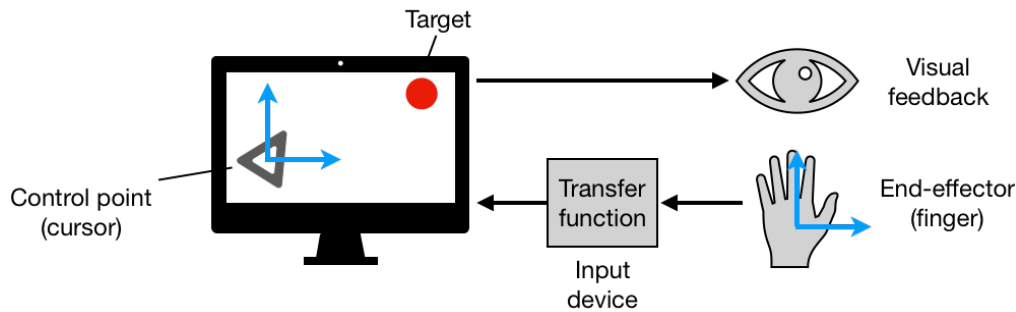 Target
Visual
feedback
Control point
(cursor)
Transfer
function
Input
device
End-effector
(finger)